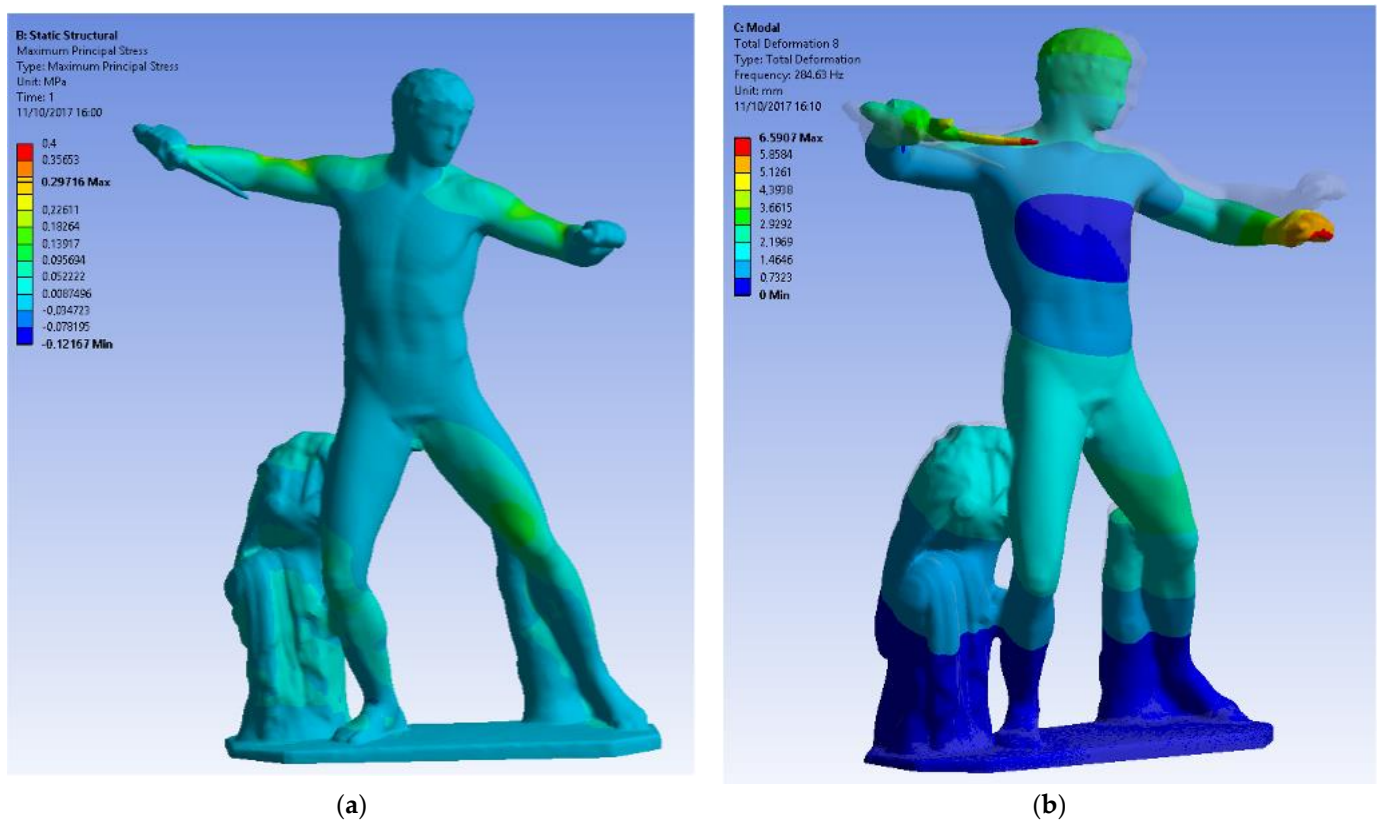 B: Static Structural
Maximum Principal Stress
Type: Maximum Principal Stress
Unit: MPa
Time: 1
11/10/2017 16:00
0.4
0.35653
0.29716 Max
0,22611
0.18264
0.13917
0.095694
0.052222
0.0087496
-0,034723
-0.078195
-0.12167 Min
C: Modal
Total Deformation 8
Type: Total Deformation
Frequency: 284.63 Hz
Unit: mm
11/10/2017 16:10
6.5907 Max
5.8584
5.1261
4,3938
3.6615
2.9292
2.1969
1.4646
0.7323
0 Min
(a)
(b)